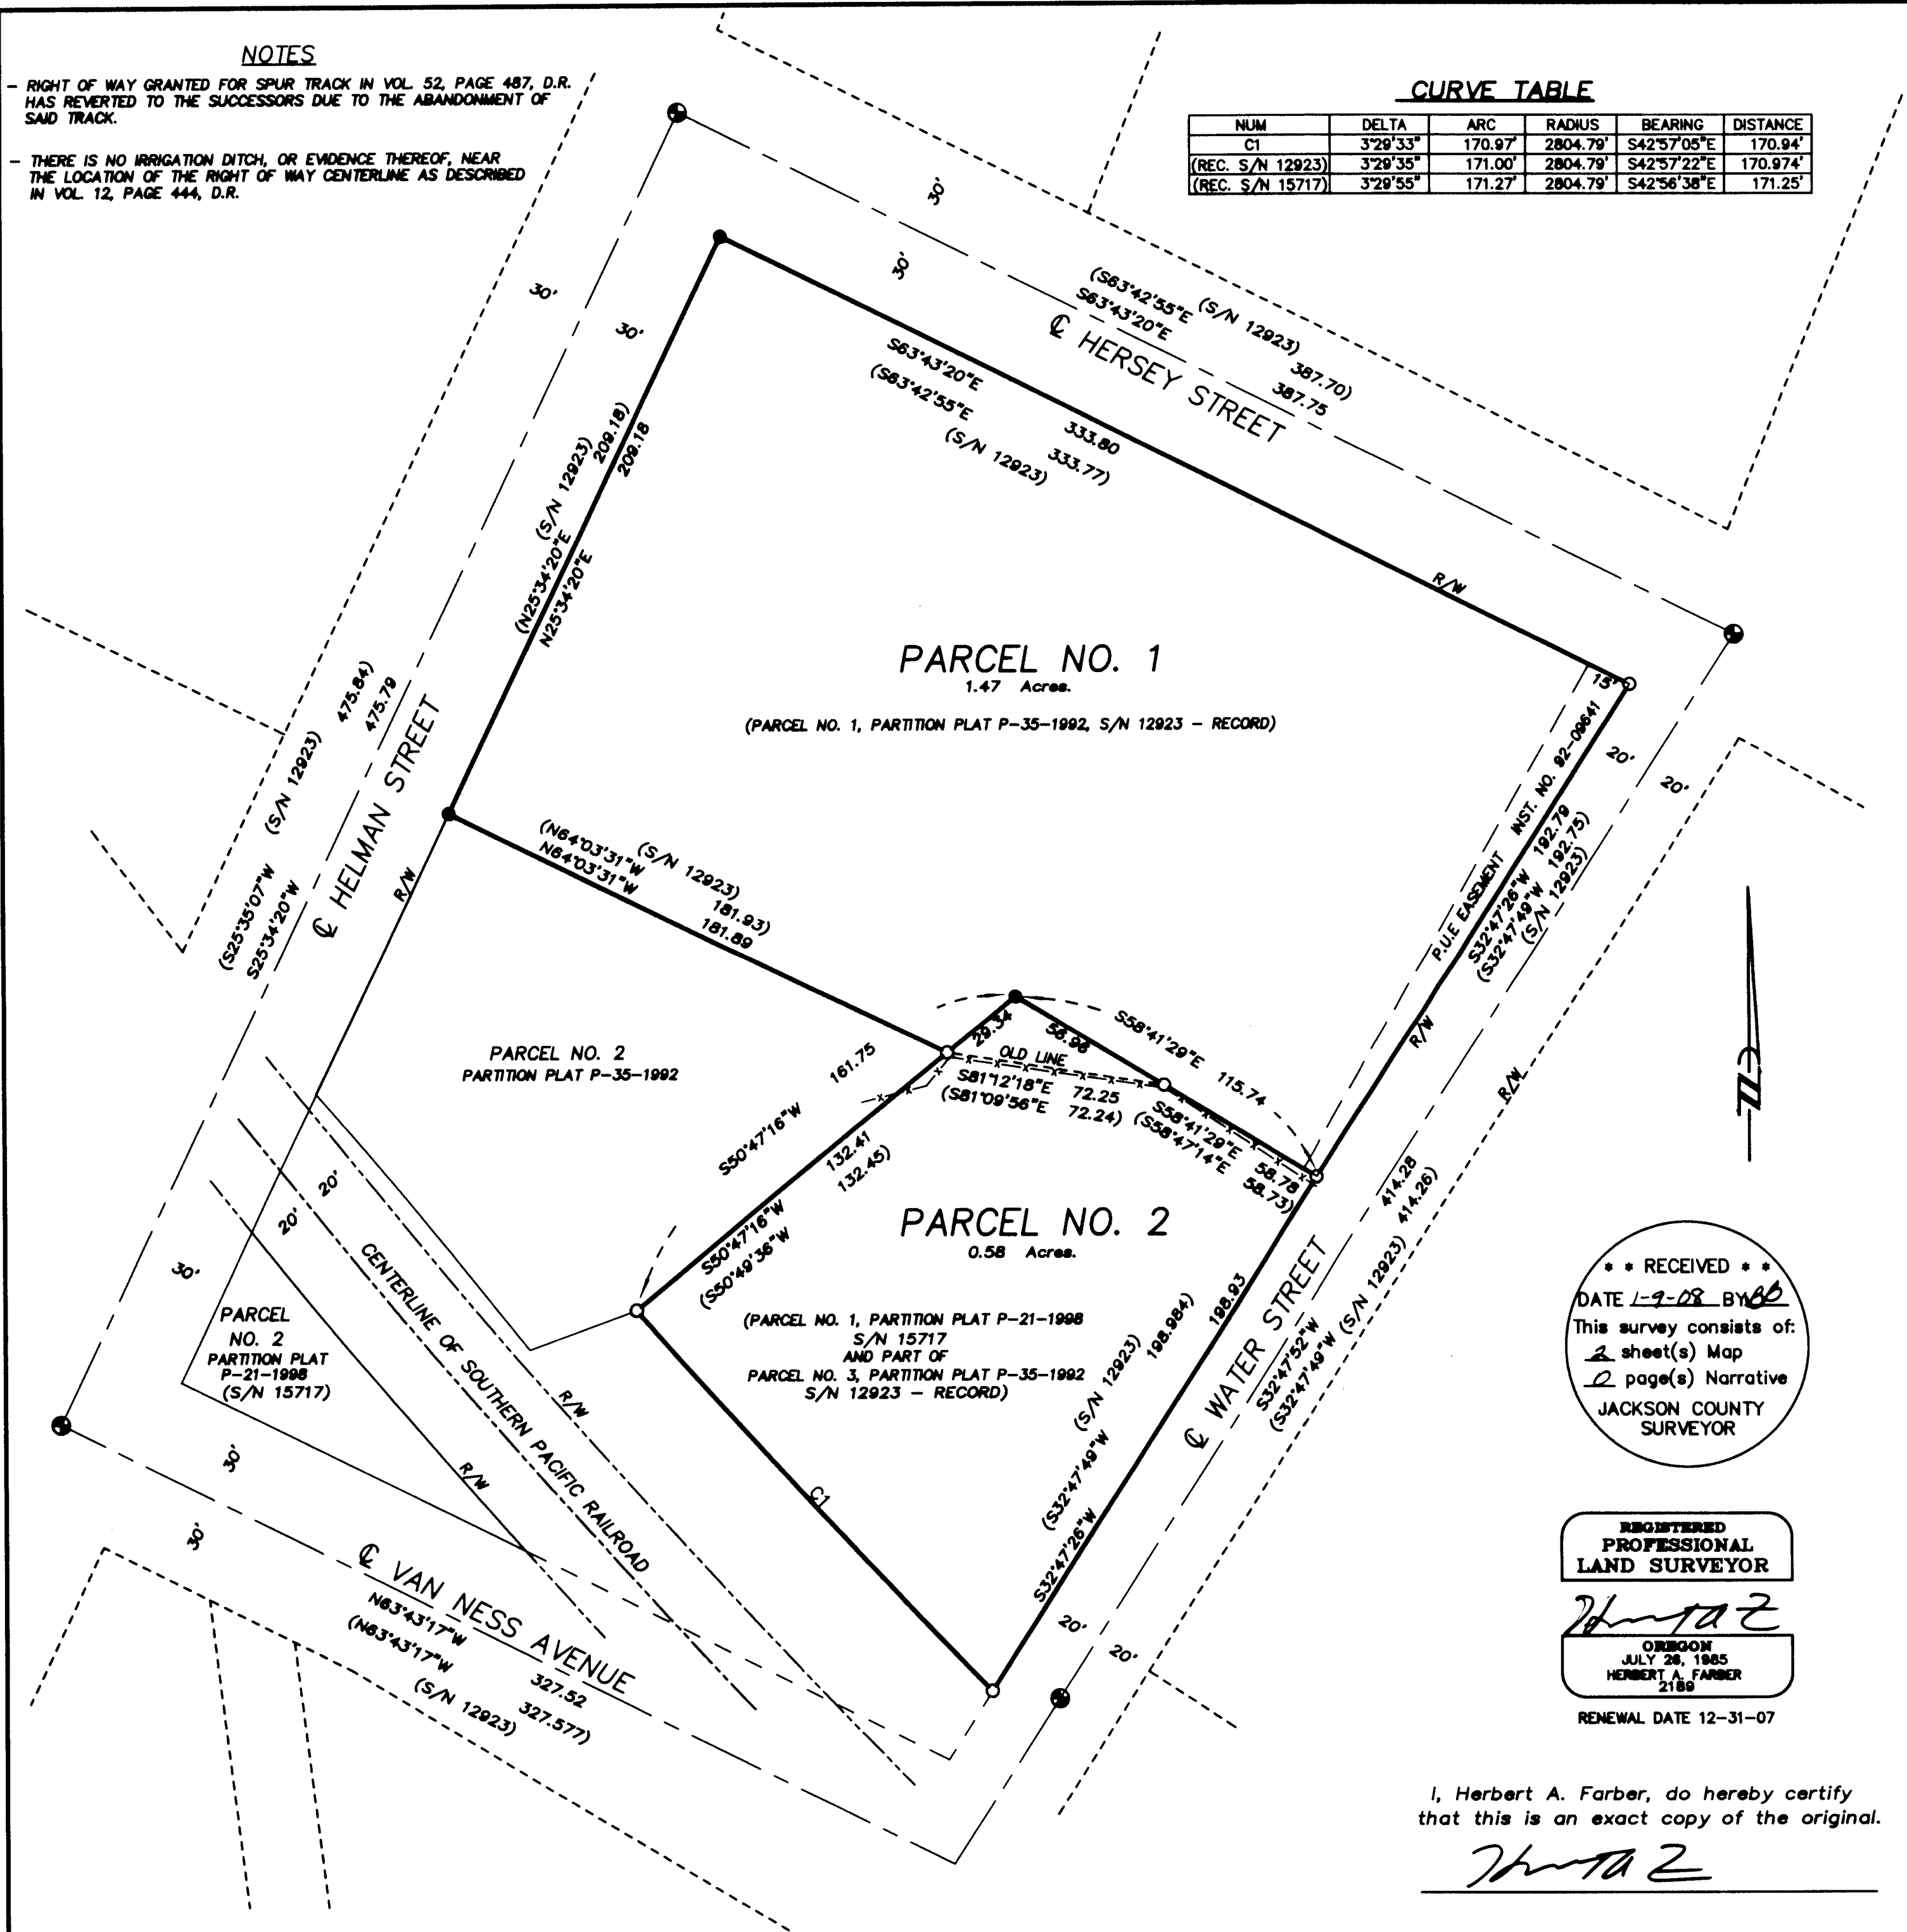 NOTES
- RIGHT OF WAY GRANTED FOR SPUR TRACK IN VOL. 52, PAGE 487, D.R.
HAS REVERTED TO THE SUCCESSORS DUE TO THE ABANDONMENT OF
SAID TRACK.
- THERE IS NO IRRIGATION DITCH, OR EVIDENCE THEREOF, NEAR
THE LOCATION OF THE RIGHT OF WAY CENTERLINE AS DESCRIBED
IN VOL. 12, PAGE 444, D.R.
CURVE TABLE
NUM DELTA ARC RADIUS BEARING DISTANCE
C1 3°29'33" 170.97' 2804.79' S42°57'05"E 170.94'
(REC. S/N 12923) 3°29'35" 171.00' 2804.79' S42°57'22"E 170.974'
(REC. S/N 15717) 3°29'55" 171.27' 2804.79' S42°56'38"E 171.25'
30'
30'
30'
30'
(S63°42'55"E (S/N 12923) 387.70)
S63°43'20"E 387.75
℄ HERSEY STREET
S63°43'20"E 333.80
(S63°42'55"E (S/N 12923) 333.77)
R/W
(N25°34'20"E (S/N 12923) 209.18)
N25°34'20"E 209.18
PARCEL NO. 1
1.47 Acres.
(PARCEL NO. 1, PARTITION PLAT P-35-1992, S/N 12923 - RECORD)
15'
20'
20'
P.U.E EASEMENT INST. NO. 92-09641
S32°47'26"W 192.79
(S32°47'49"W 192.75)
(S/N 12923)
R/W
R/W
(S25°35'07"W (S/N 12923) 475.84)
S25°34'20"W 475.79
℄ HELMAN STREET
R/W
(N64°03'31"W (S/N 12923) 181.93)
N64°03'31"W 181.89
PARCEL NO. 2
PARTITION PLAT P-35-1992
29.34
56.96
S58°41'29"E 115.74
OLD LINE
S81°12'18"E 72.25
(S81°09'56"E 72.24)
S58°41'29"E 58.78
(S58°47'14"E 58.73)
S50°47'16"W 161.75
S50°47'16"W 132.41
(S50°49'36"W 132.45)
PARCEL NO. 2
0.58 Acres.
(PARCEL NO. 1, PARTITION PLAT P-21-1998
S/N 15717
AND PART OF
PARCEL NO. 3, PARTITION PLAT P-35-1992
S/N 12923 - RECORD)
(S32°47'49"W (S/N 12923) 198.984)
S32°47'26"W 198.93
℄ WATER STREET
S32°47'52"W 414.28
(S32°47'49"W (S/N 12923) 414.26)
20'
20'
C1
20'
20'
CENTERLINE OF SOUTHERN PACIFIC RAILROAD
R/W
R/W
30'
PARCEL
NO. 2
PARTITION PLAT
P-21-1998
(S/N 15717)
30'
30'
℄ VAN NESS AVENUE
N63°43'17"W 327.52
(N63°43'17"W (S/N 12923) 327.577)
* * RECEIVED * *
DATE 1-9-08 BY
This survey consists of:
2 sheet(s) Map
0 page(s) Narrative
JACKSON COUNTY
SURVEYOR
REGISTERED
PROFESSIONAL
LAND SURVEYOR
OREGON
JULY 26, 1985
HERBERT A. FARBER
2189
RENEWAL DATE 12-31-07
I, Herbert A. Farber, do hereby certify
that this is an exact copy of the original.